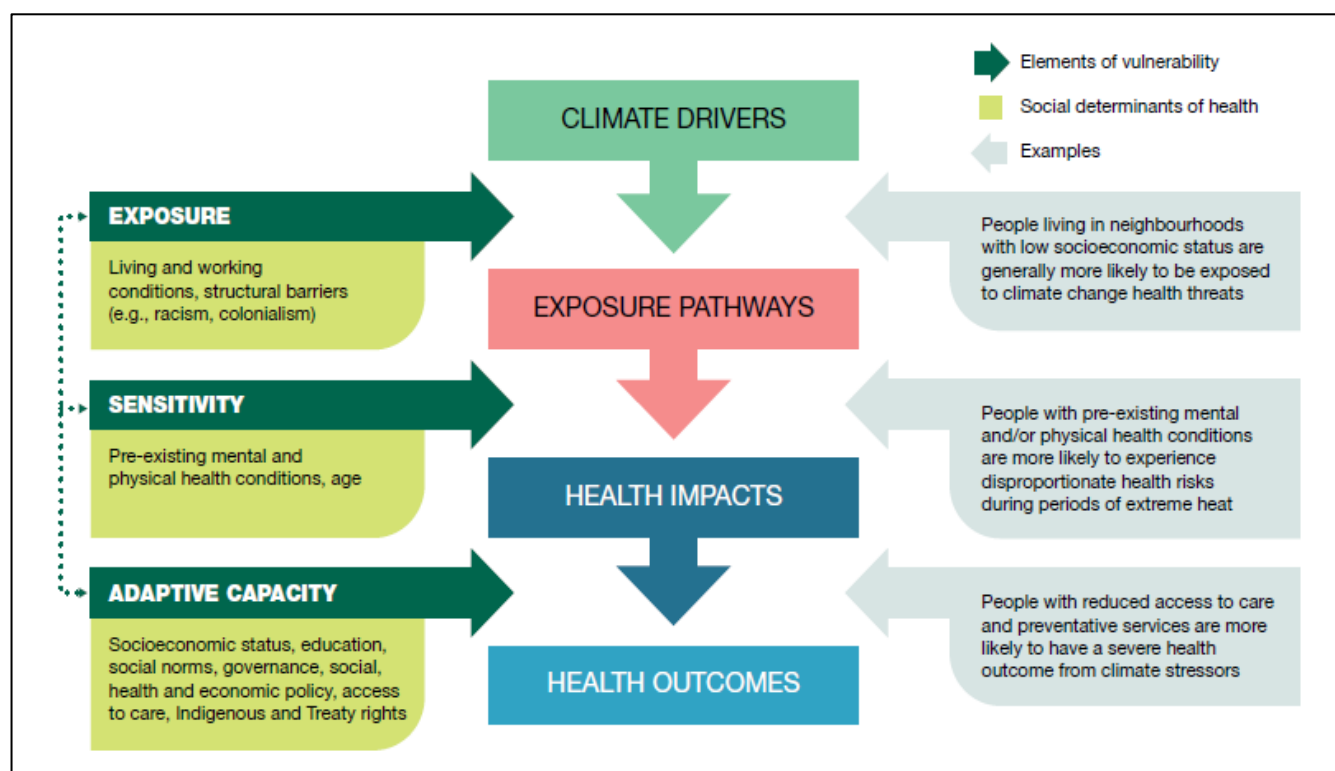 Elements of vulnerability
Social determinants of health
Examples
CLIMATE DRIVERS
EXPOSURE
Living and working
conditions, structural barriers
(e.g., racism, colonialism)
People living in neighbourhoods
with low socioeconomic status are
generally more likely to be exposed
to climate change health threats
EXPOSURE PATHWAYS
SENSITIVITY
Pre-existing mental and
physical health conditions, age
People with pre-existing mental
and/or physical health conditions
are more likely to experience
disproportionate health risks
during periods of extreme heat
HEALTH IMPACTS
ADAPTIVE CAPACITY
Socioeconomic status, education,
social norms, governance, social,
health and economic policy, access
to care, Indigenous and Treaty rights
People with reduced access to care
and preventative services are more
likely to have a severe health
outcome from climate stressors
HEALTH OUTCOMES